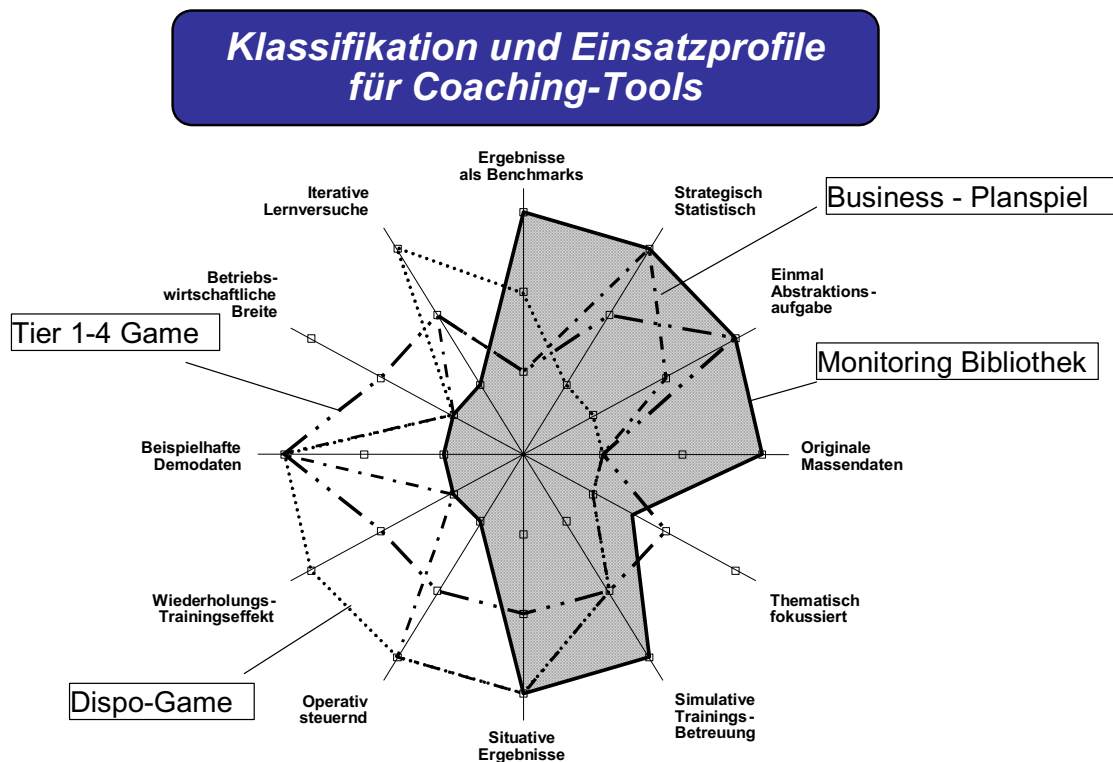 Klassifikation und Einsatzprofile
für Coaching-Tools
Ergebnisse
als Benchmarks
Iterative
Lernversuche
Strategisch
Statistisch
Business - Planspiel
Betriebs-
wirtschaftliche
Breite
Einmal
Abstraktions-
aufgabe
Tier 1-4 Game
Monitoring Bibliothek
Beispielhafte
Demodaten
Originale
Massendaten
Wiederholungs-
Trainingseffekt
Thematisch
fokussiert
Dispo-Game
Operativ
steuernd
Situative
Ergebnisse
Simulative
Trainings-
Betreuung